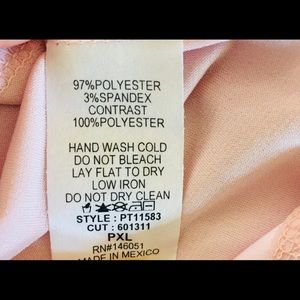 97%POLYESTER
3%SPANDEX
CONTRAST
100%POLYESTER
HAND WASH COLD
DO NOT BLEACH
LAY FLAT TO DRY
LOW IRON
DO NOT DRY CLEAN
STYLE : PT11583
CUT : 601311
PXL
RN#146051
MADE IN MEXICO